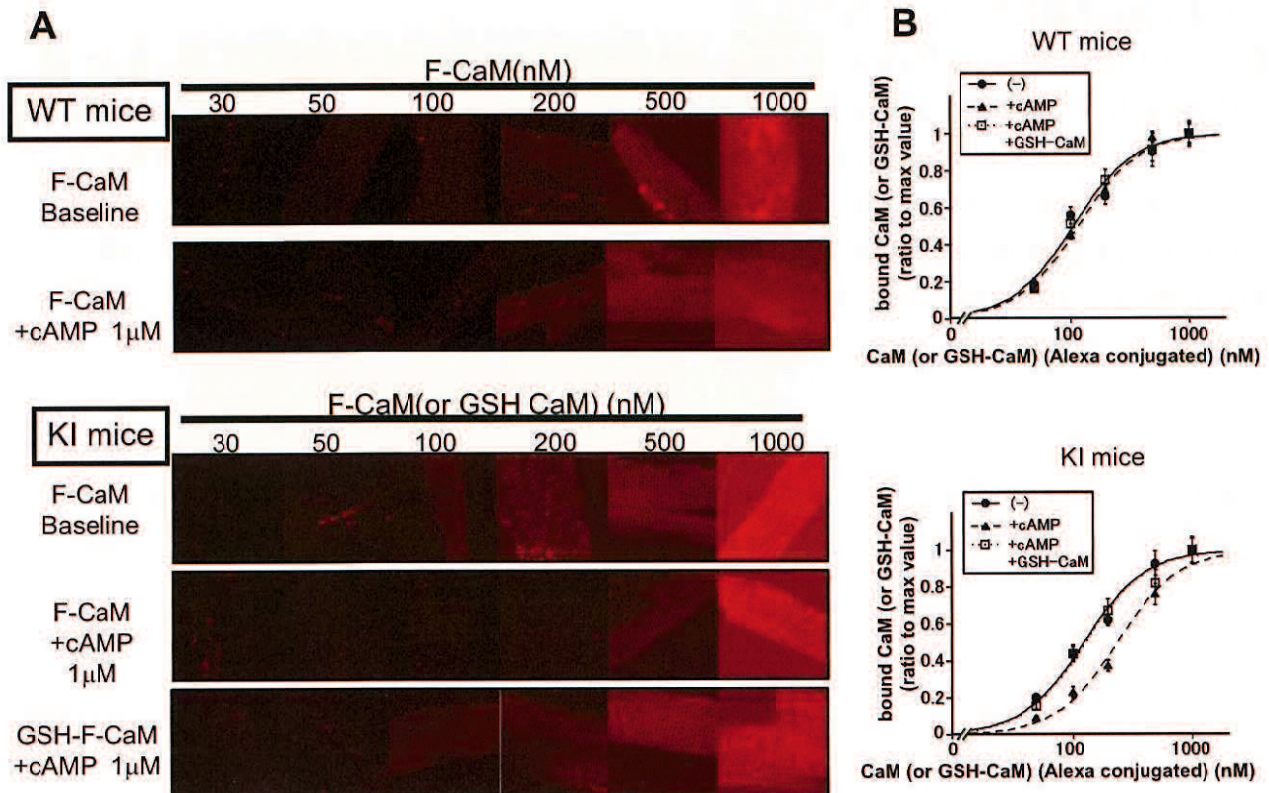 A
F-CaM(nM)
WT mice
30 50 100 200 500 1000
F-CaM
Baseline
F-CaM
+cAMP 1μM
F-CaM(or GSH CaM) (nM)
KI mice
30 50 100 200 500 1000
F-CaM
Baseline
F-CaM
+cAMP
1μM
GSH-F-CaM
+cAMP 1μM
B
WT mice
(-)
+cAMP
+cAMP
+GSH-CaM
bound CaM (or GSH-CaM)
(ratio to max value)
1
0.8
0.6
0.4
0.2
0
0 100 1000
CaM (or GSH-CaM) (Alexa conjugated) (nM)
KI mice
(-)
+cAMP
+cAMP
+GSH-CaM
bound CaM (or GSH-CaM)
(ratio to max value)
1
0.8
0.6
0.4
0.2
0
0 100 1000
CaM (or GSH-CaM) (Alexa conjugated) (nM)